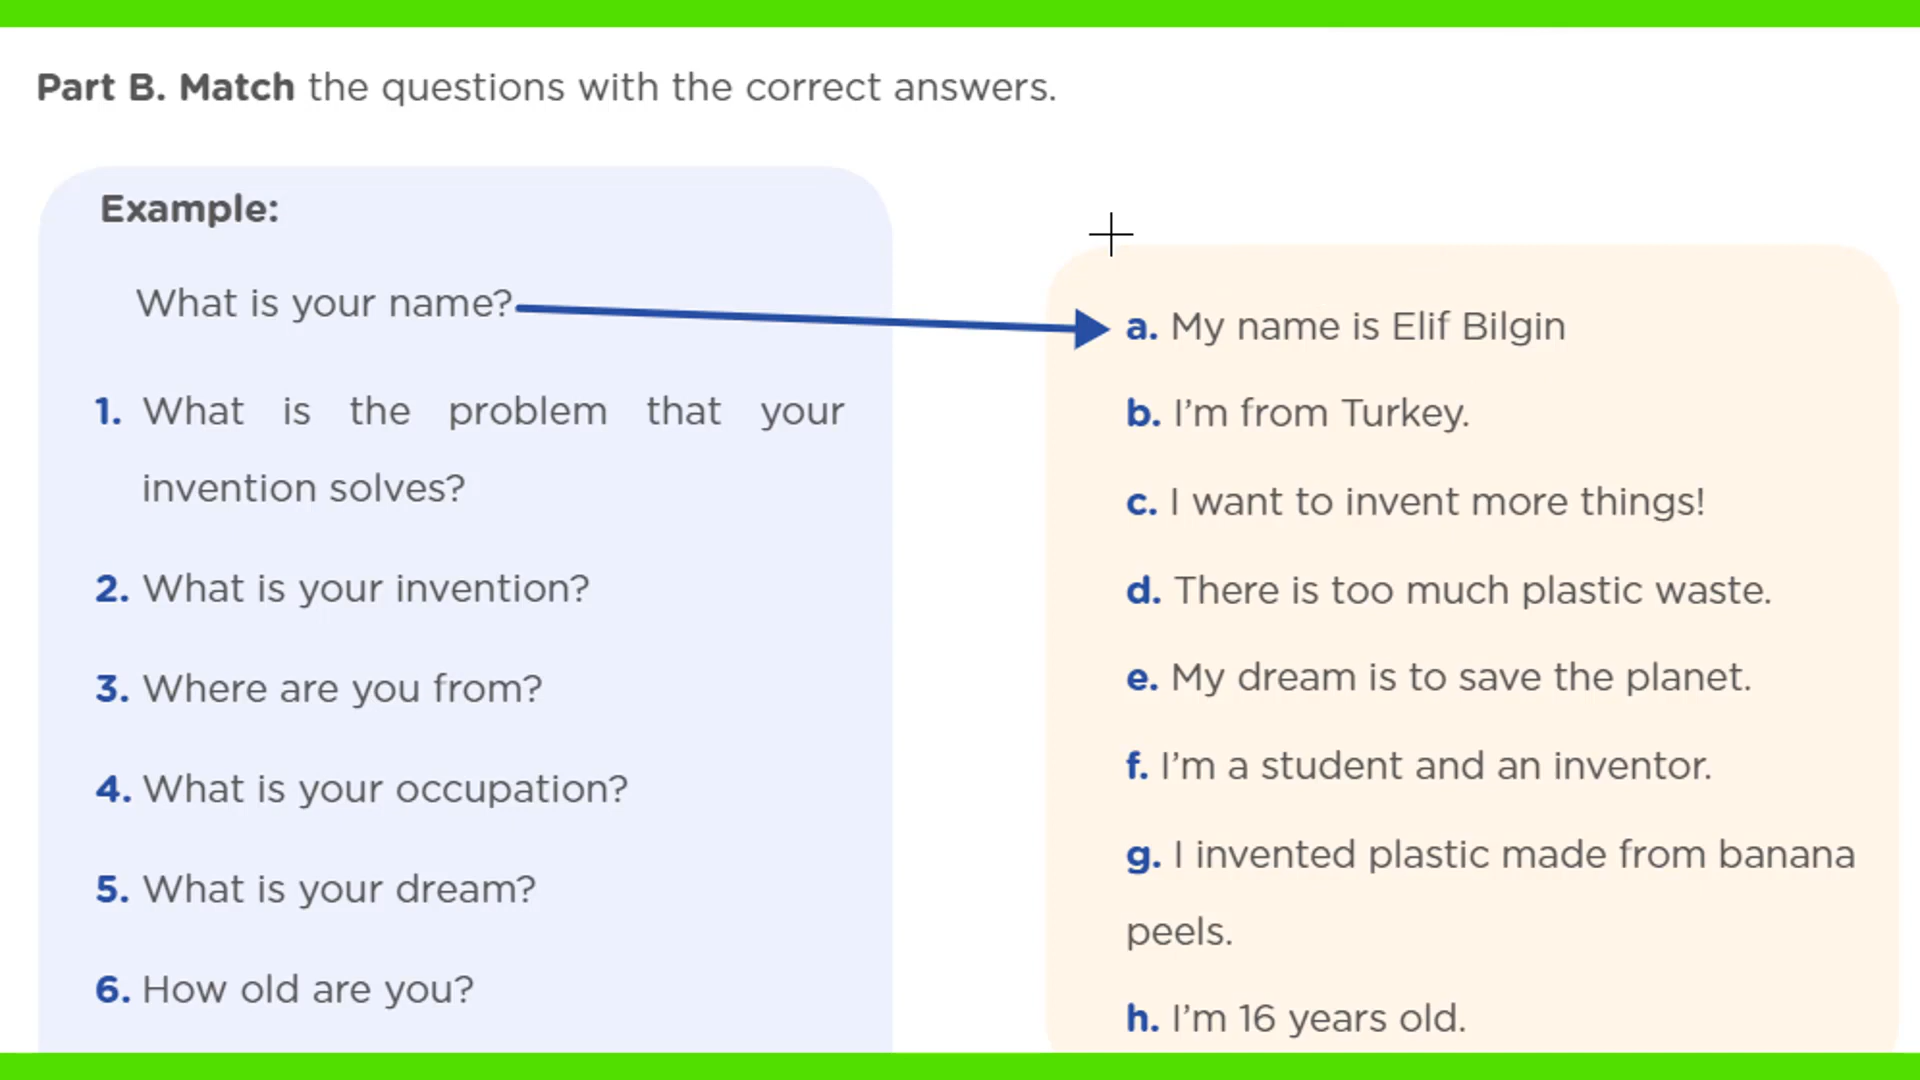 Part B. Match the questions with the correct answers.
Example:
What is your name?
1. What is the problem that your
invention solves?
2. What is your invention?
3. Where are you from?
4. What is your occupation?
5. What is your dream?
6. How old are you?
a. My name is Elif Bilgin
b. I’m from Turkey.
c. I want to invent more things!
d. There is too much plastic waste.
e. My dream is to save the planet.
f. I’m a student and an inventor.
g. I invented plastic made from banana
peels.
h. I’m 16 years old.